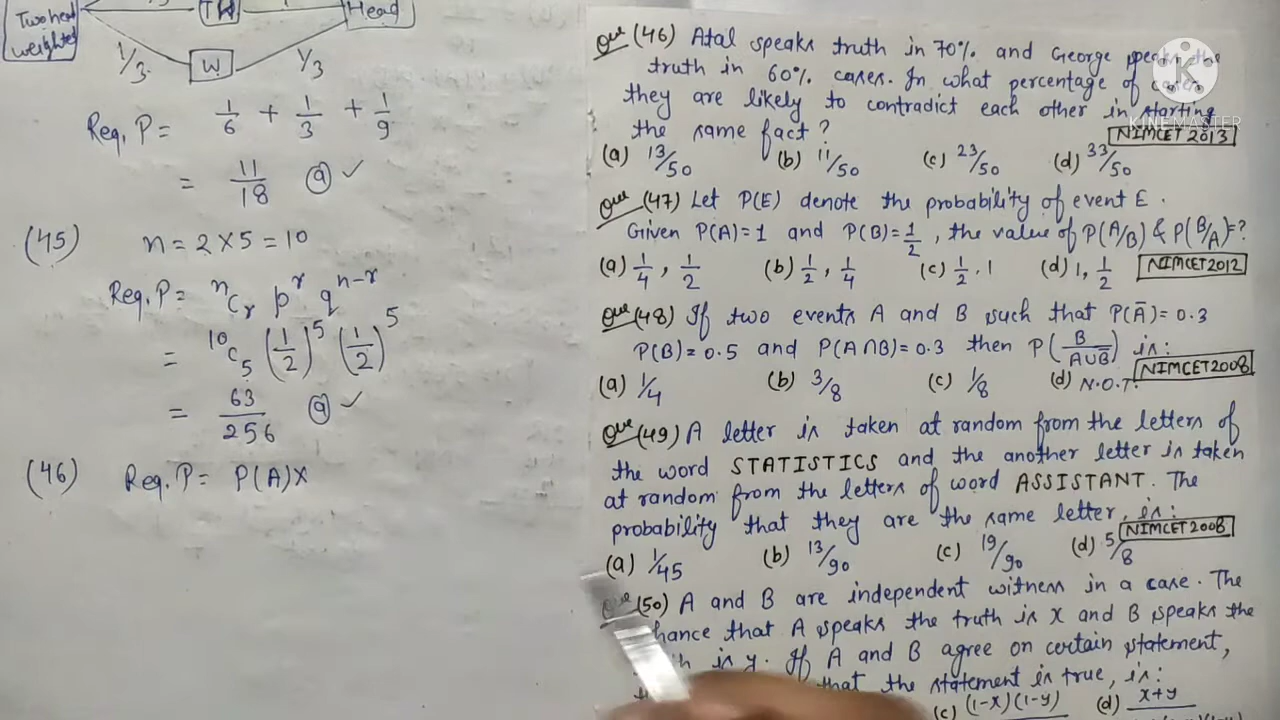 Two head
weighted
1/3
TH
W
Head
1/3
Req. P = 1/6 + 1/3 + 1/9
= 11/18 ⓐ ✓
(45) n = 2 × 5 = 10
Req. P = ⁿCᵣ pʳ qⁿ⁻ʳ
= ¹⁰C₅ (1/2)⁵ (1/2)⁵
= 63/256 ⓐ ✓
(46) Req. P = P(A) ×
Que (46) Atal speaks truth in 70% and George the
truth in 60% cases. In what percentage of
they are likely to contradict each other in starting
the same fact?
NIMCET 2013
(a) 13/50 (b) 11/50 (c) 23/50 (d) 33/50
Que (47) Let P(E) denote the probability of event E.
Given P(A)=1 and P(B)=1/2, the value of P(A/B) & P(B/A)=?
(a) 1/4, 1/2 (b) 1/2, 1/4 (c) 1/2, 1 (d) 1, 1/2 NIMCET 2012
Que (48) If two events A and B such that P(Ā)= 0.3
P(B)= 0.5 and P(A∩B)= 0.3 then P(B/A∪B̅) is:
(a) 1/4 (b) 3/8 (c) 1/8 (d) N.O.T. NIMCET 2008
Que (49) A letter is taken at random from the letters of
the word STATISTICS and the another letter is taken
at random from the letters of word ASSISTANT. The
probability that they are the same letter, is:
NIMCET 2008
(a) 1/45 (b) 13/90 (c) 19/90 (d) 5/8
Que (50) A and B are independent witness in a case. The
hance that A speaks the truth is X and B speaks the
is y. If A and B agree on certain statement,
that the statement is true, is:
(c) (1-x)(1-y) (d) x+y
KINEMASTER